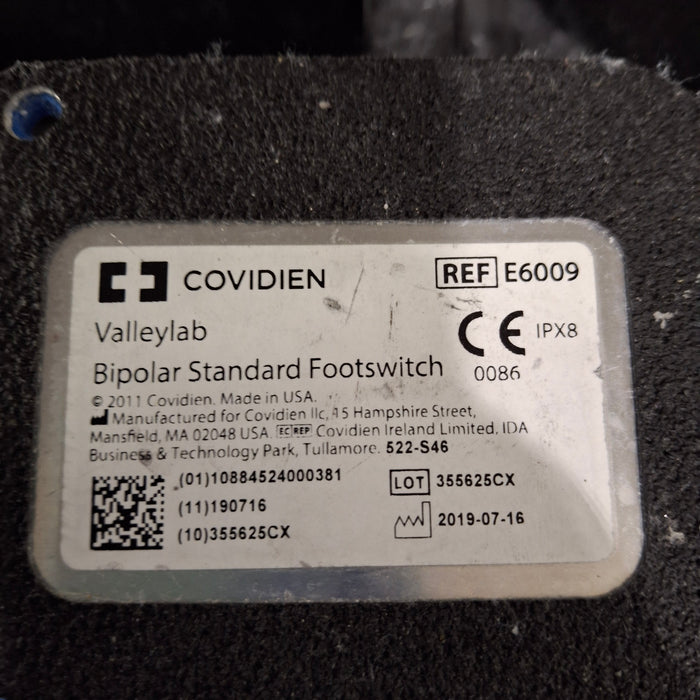 COVIDIEN
REF E6009
Valleylab
IPX8
Bipolar Standard Footswitch
0086
© 2011 Covidien. Made in USA.
Manufactured for Covidien llc, 15 Hampshire Street,
Mansfield, MA 02048 USA. EC REP Covidien Ireland Limited, IDA
Business & Technology Park, Tullamore. 522-S46
(01)10884524000381
LOT 355625CX
(11)190716
2019-07-16
(10)355625CX